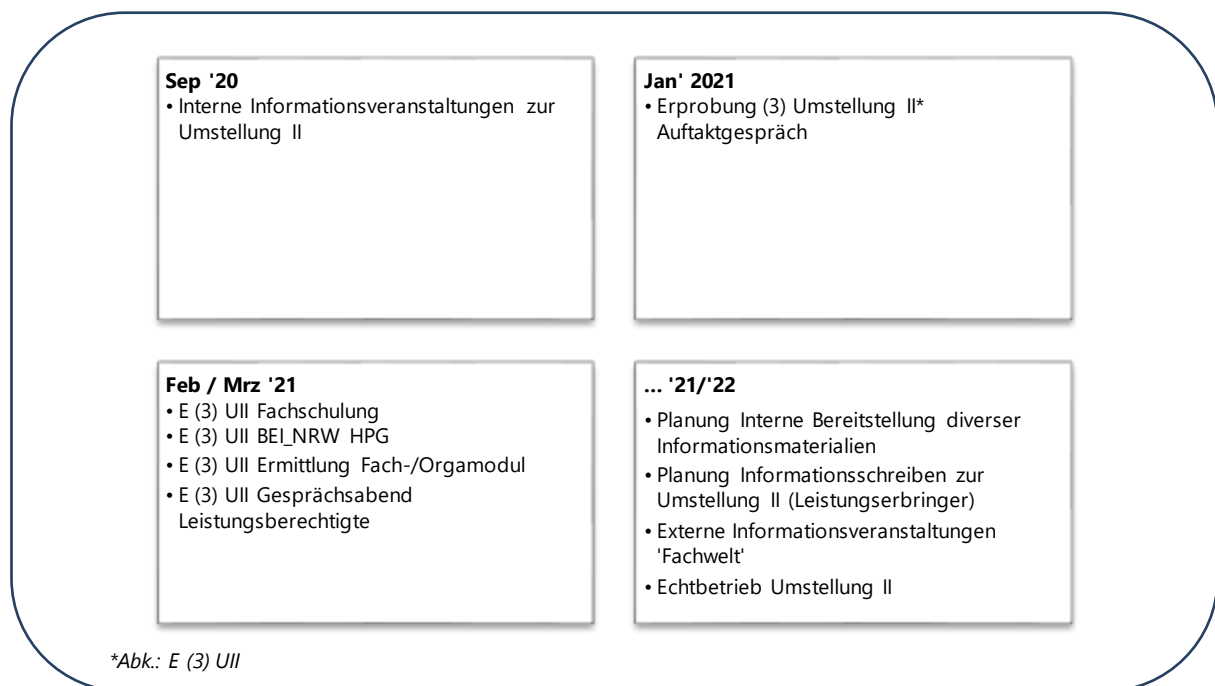 Sep '20
• Interne Informationsveranstaltungen zur
Umstellung II
Jan' 2021
• Erprobung (3) Umstellung II*
Auftaktgespräch
Feb / Mrz '21
• E (3) UII Fachschulung
• E (3) UII BEI_NRW HPG
• E (3) UII Ermittlung Fach-/Orgamodul
• E (3) UII Gesprächsabend
Leistungsberechtigte
... '21/'22
• Planung Interne Bereitstellung diverser
Informationsmaterialien
• Planung Informationsschreiben zur
Umstellung II (Leistungserbringer)
• Externe Informationsveranstaltungen
'Fachwelt'
• Echtbetrieb Umstellung II
*Abk.: E (3) UII